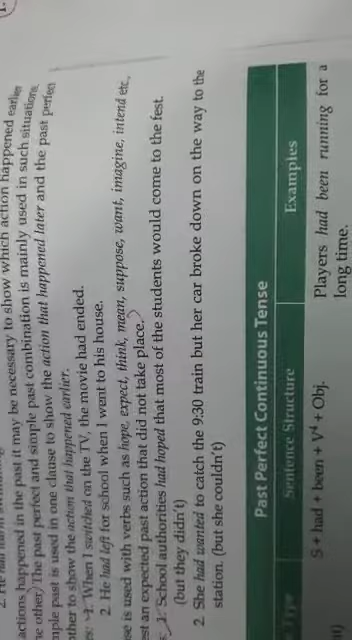 actions happened in the past it may be necessary to show which action happened earlier
he other. The past perfect and simple past combination is mainly used in such situations.
mple past is used in one clause to show the action that happened later and the past perfect
other to show the action that happened earlier.
1. When I switched on the TV, the movie had ended.
2. He had left for school when I went to his house.
se is used with verbs such as hope, expect, think, mean, suppose, want, imagine, intend etc.
est an expected past action that did not take place.
1. School authorities had hoped that most of the students would come to the fest.
(but they didn't)
2. She had wanted to catch the 9:30 train but her car broke down on the way to the
station. (but she couldn't)
Past Perfect Continuous Tense
Type Sentence Structure Examples
S + had + been + V⁴ + Obj. Players had been running for a
long time.